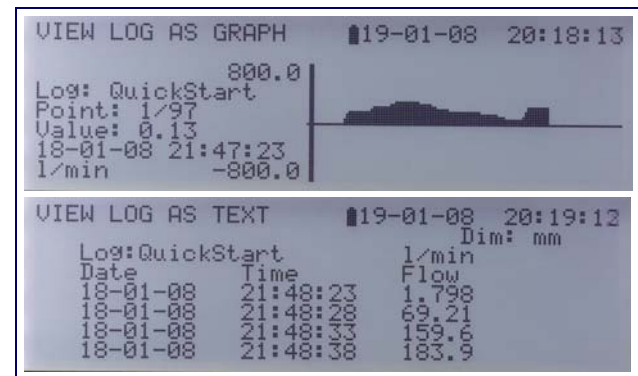 VIEW LOG AS GRAPH 19-01-08 20:18:13
800.0
Log: QuickStart
Point: 1/97
Value: 0.13
18-01-08 21:47:23
l/min -800.0
VIEW LOG AS TEXT 19-01-08 20:19:12
Dim: mm
Log:QuickStart l/min
Date Time Flow
18-01-08 21:48:23 1.798
18-01-08 21:48:28 69.21
18-01-08 21:48:33 159.6
18-01-08 21:48:38 183.9